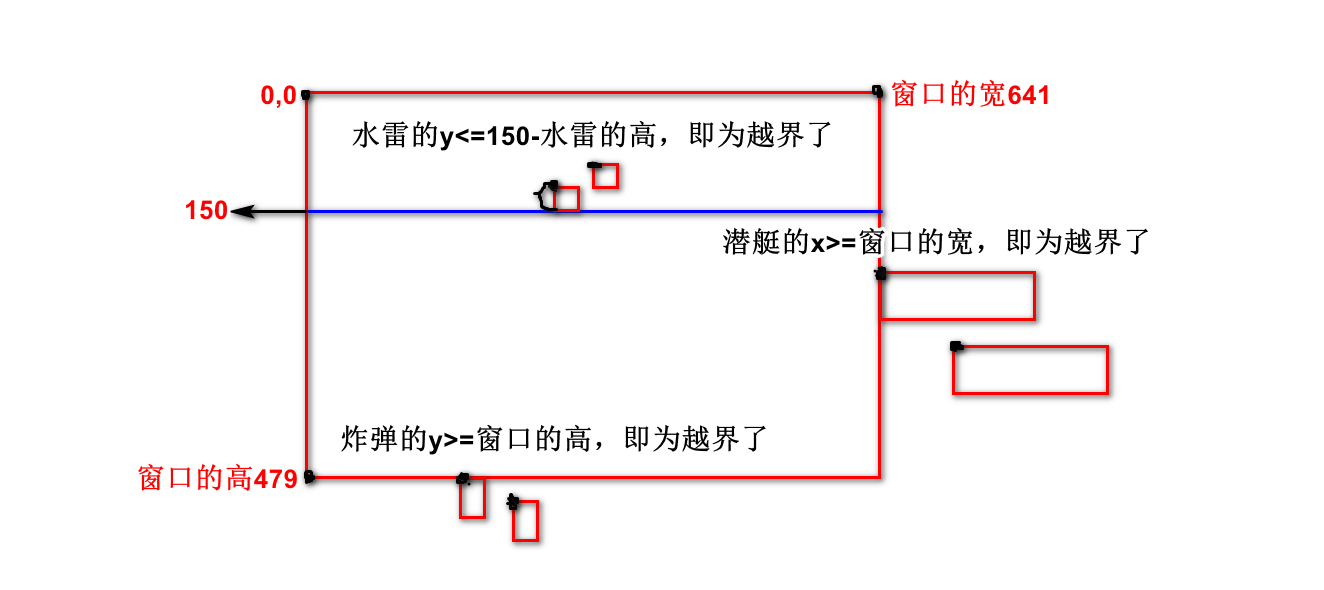 0,0
窗口的宽641
水雷的y<=150-水雷的高，即为越界了
150
潜艇的x>=窗口的宽，即为越界了
炸弹的y>=窗口的高，即为越界了
窗口的高479